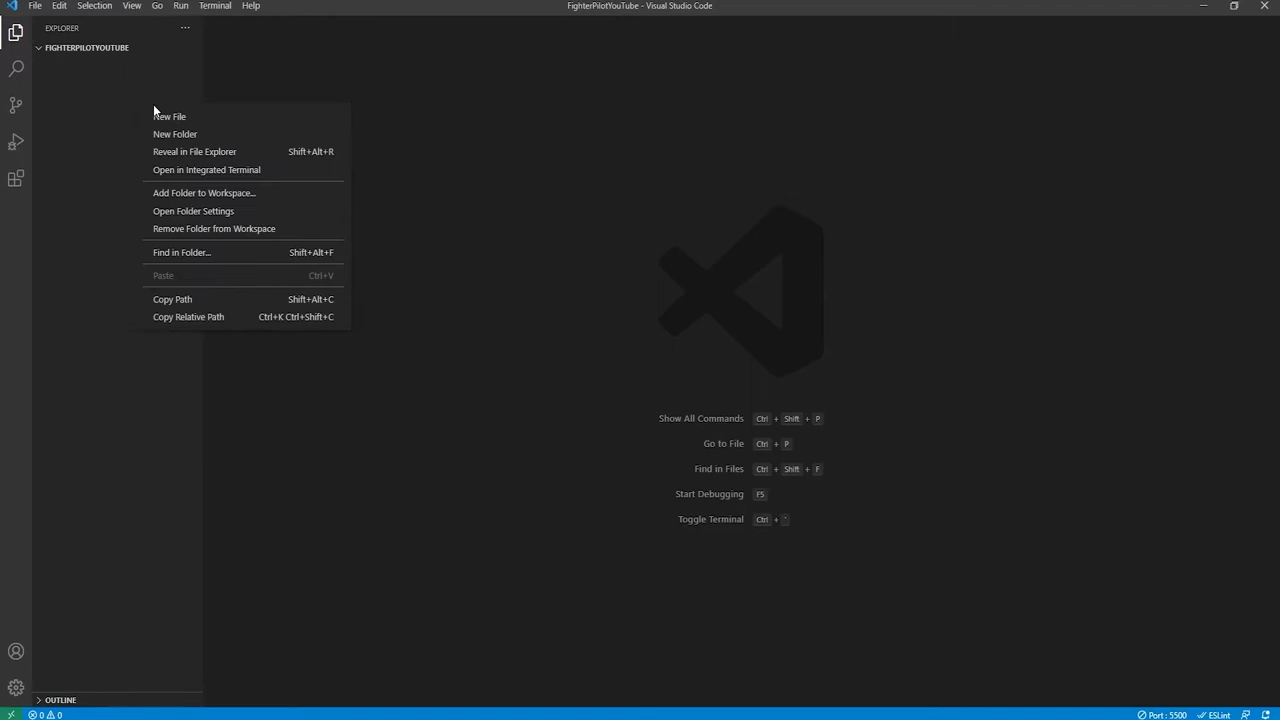 File Edit Selection View Go Run Terminal Help FighterPilotYouTube - Visual Studio Code
EXPLORER ...
FIGHTERPILOTYOUTUBE
New File
New Folder
Reveal in File Explorer Shift+Alt+R
Open in Integrated Terminal
Add Folder to Workspace...
Open Folder Settings
Remove Folder from Workspace
Find in Folder... Shift+Alt+F
Paste Ctrl+V
Copy Path Shift+Alt+C
Copy Relative Path Ctrl+K Ctrl+Shift+C
Show All Commands Ctrl + Shift + P
Go to File Ctrl + P
Find in Files Ctrl + Shift + F
Start Debugging F5
Toggle Terminal Ctrl + `
OUTLINE
0 0 Port : 5500 ESLint